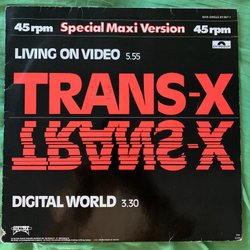 45 rpm Special Maxi Version 45 rpm
LIVING ON VIDEO 5.55
TRANS-X
TRANS-X
DIGITAL WORLD 3.30